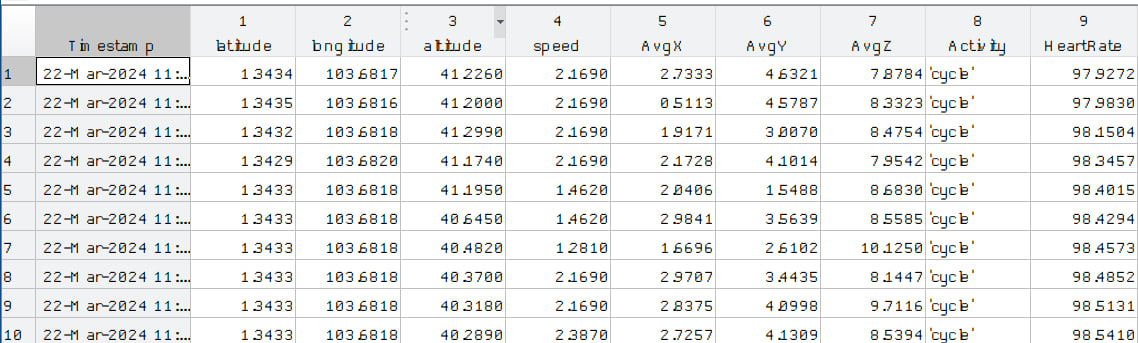 1 2 3 4 5 6 7 8 9
Timestamp latitude longitude altitude speed AvgX AvgY AvgZ Activity HeartRate
1 22-Mar-2024 11:... 1.3434 103.6817 41.2260 2.1690 2.7333 4.6321 7.8784 'cycle' 97.9272
2 22-Mar-2024 11:... 1.3435 103.6816 41.2000 2.1690 0.5113 4.5787 8.3323 'cycle' 97.9830
3 22-Mar-2024 11:... 1.3432 103.6818 41.2990 2.1690 1.9171 3.0070 8.4754 'cycle' 98.1504
4 22-Mar-2024 11:... 1.3429 103.6820 41.1740 2.1690 2.1728 4.1014 7.9542 'cycle' 98.3457
5 22-Mar-2024 11:... 1.3433 103.6818 41.1950 1.4620 2.0406 1.5488 8.6830 'cycle' 98.4015
6 22-Mar-2024 11:... 1.3433 103.6818 40.6450 1.4620 2.9841 3.5639 8.5585 'cycle' 98.4294
7 22-Mar-2024 11:... 1.3433 103.6818 40.4820 1.2810 1.6696 2.6102 10.1250 'cycle' 98.4573
8 22-Mar-2024 11:... 1.3433 103.6818 40.3700 2.1690 2.9707 3.4435 8.1447 'cycle' 98.4852
9 22-Mar-2024 11:... 1.3433 103.6818 40.3180 2.1690 2.8375 4.0998 9.7116 'cycle' 98.5131
10 22-Mar-2024 11:... 1.3433 103.6818 40.2890 2.3870 2.7257 4.1309 8.5394 'cycle' 98.5410